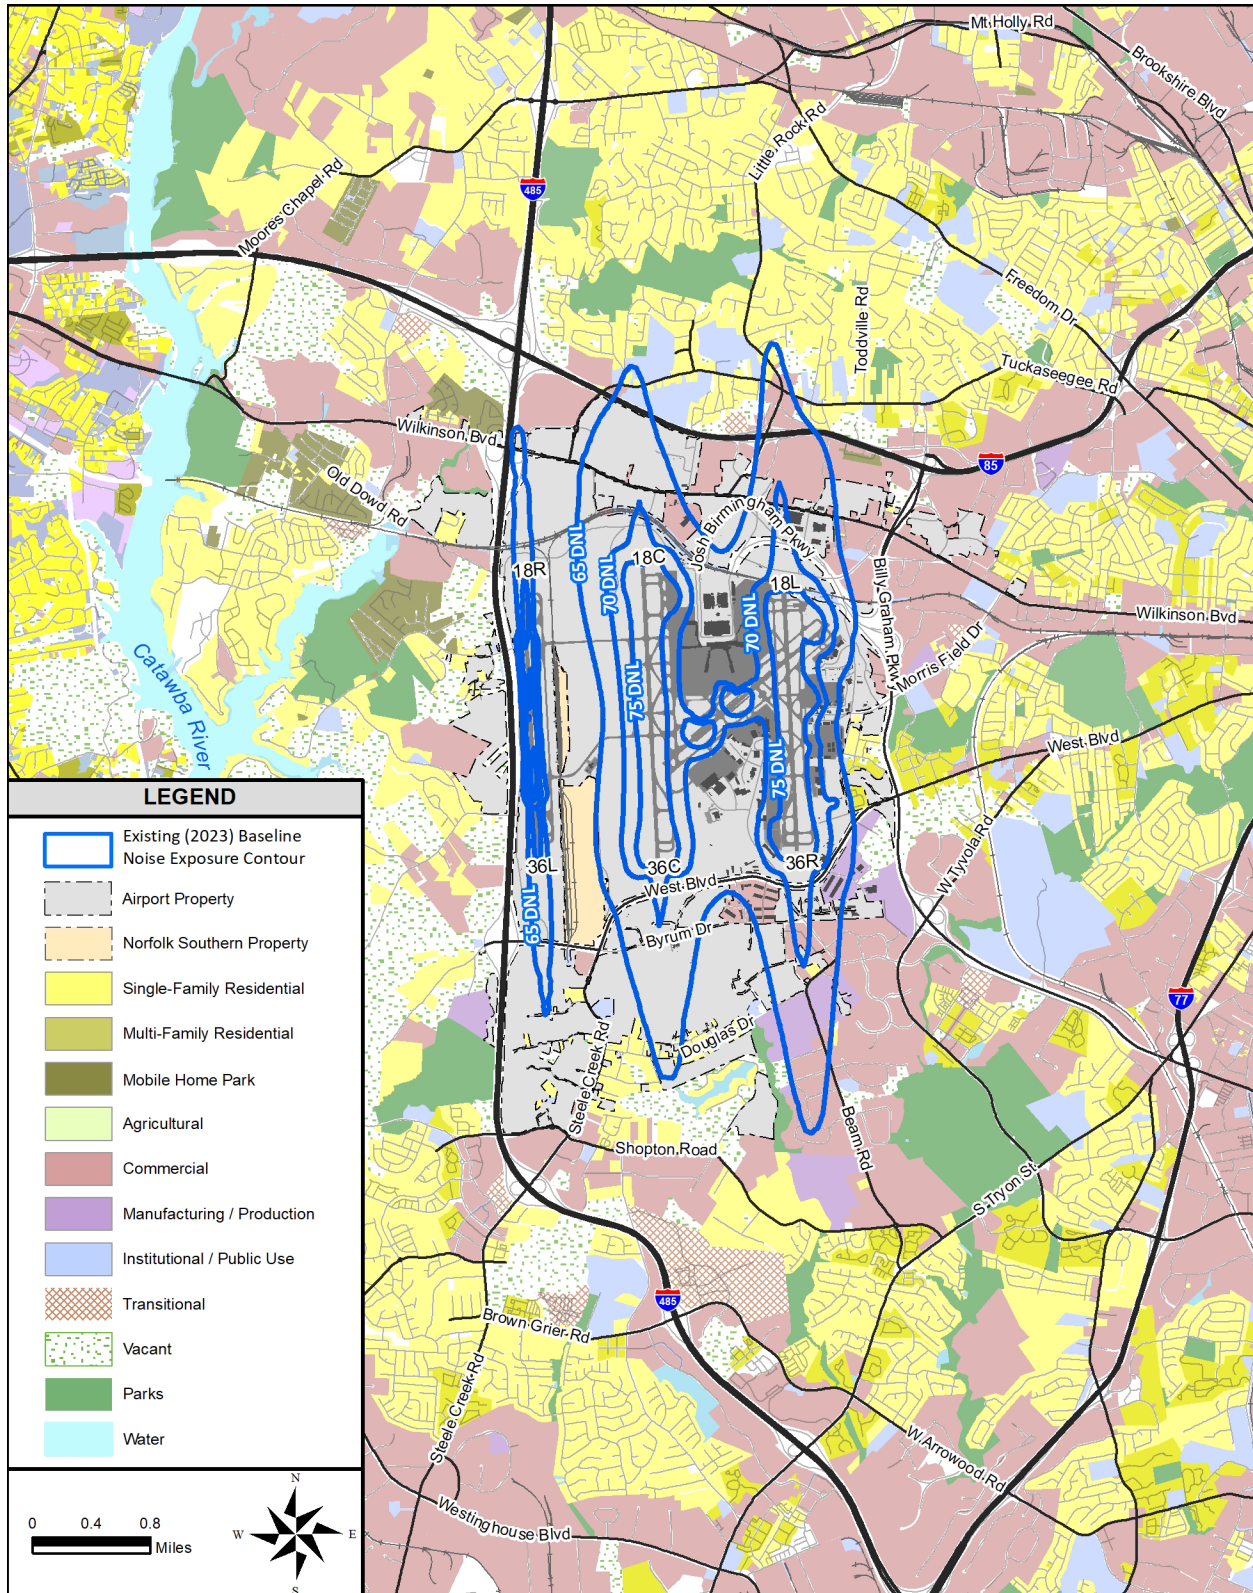 Mt Holly Rd
Brookshire Blvd
Little Rock Rd
485
Moores Chapel Rd
Freedom Dr
Toddville Rd
Tuckaseegee Rd
Wilkinson Blvd
85
Old Dowd Rd
Josh Birmingham Pkwy
65 DNL
70 DNL
18R
18C
18L
Billy Graham Pkwy
Wilkinson Blvd
70 DNL
Morris Field Dr
Catawba River
75 DNL
West Blvd
75 DNL
W Tyvola Rd
36L
36C
36R
West Blvd
65 DNL
Byrum Dr
77
Douglas Dr
Steele Creek Rd
Beam Rd
Shopton Road
S Tryon St
485
Brown Grier Rd
Steele Creek Rd
W Arrowood Rd
Westinghouse Blvd
LEGEND
Existing (2023) Baseline
Noise Exposure Contour
Airport Property
Norfolk Southern Property
Single-Family Residential
Multi-Family Residential
Mobile Home Park
Agricultural
Commercial
Manufacturing / Production
Institutional / Public Use
Transitional
Vacant
Parks
Water
0 0.4 0.8
Miles
N
W E
S